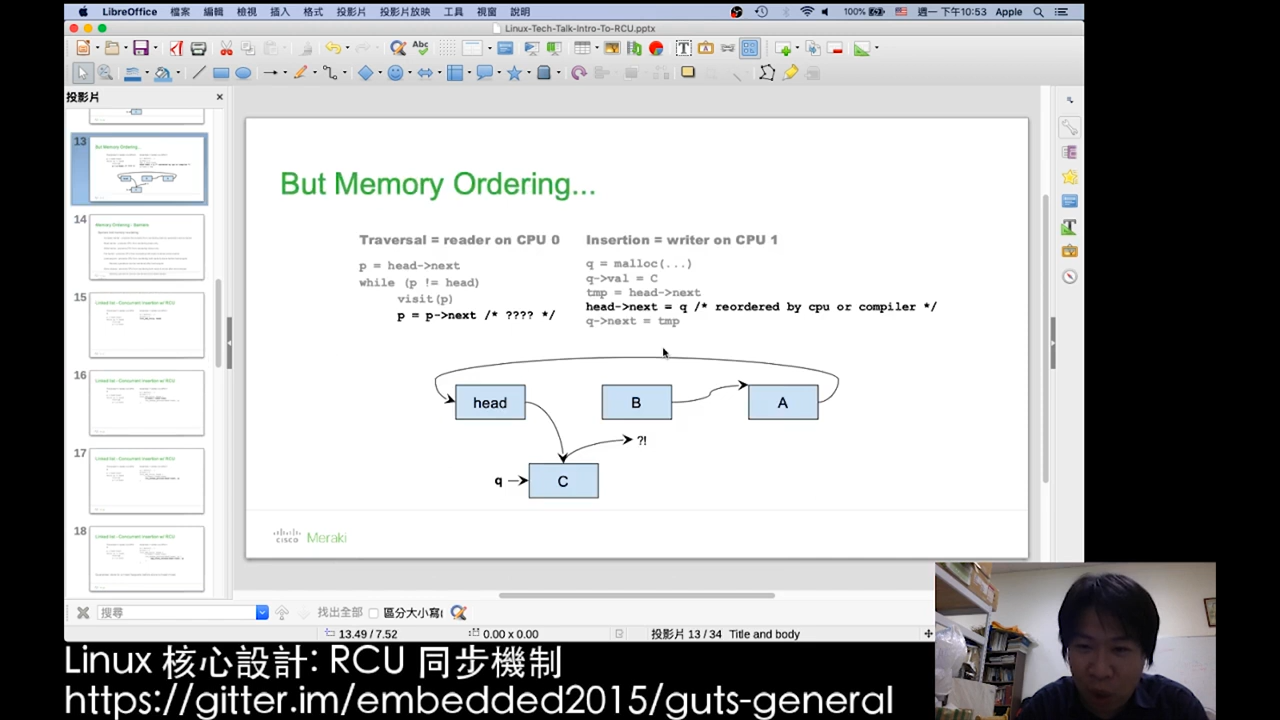 LibreOffice 檔案 編輯 檢視 插入 格式 投影片 投影片放映 工具 視窗 說明 100% 週一 下午10:53 Apple
Linux-Tech-Talk-Intro-To-RCU.pptx
Abc
投影片
13
14
15
16
17
18
But Memory Ordering...
Traversal = reader on CPU 0
p = head->next
while (p != head)
visit(p)
p = p->next /* ???? */
Insertion = writer on CPU 1
q = malloc(...)
q->val = C
tmp = head->next
head->next = q /* reordered by cpu or compiler */
q->next = tmp
head B A
?!
q C
CISCO Meraki
搜尋 找出全部 區分大小寫
13.49 / 7.52 0.00 x 0.00 投影片 13 / 34 Title and body
Linux 核心設計: RCU 同步機制
https://gitter.im/embedded2015/guts-general